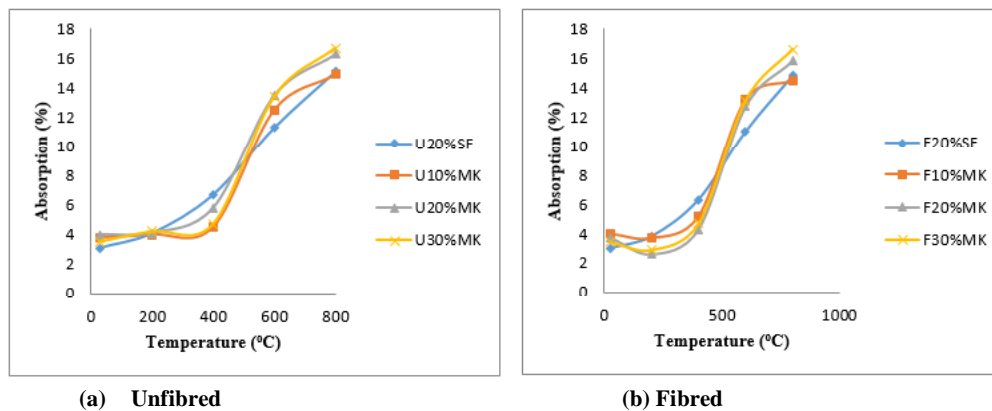 18
16
14
12
10
8
6
4
2
0
Absorption (%)
0 200 400 600 800
Temperature (⁰C)
U20%SF
U10%MK
U20%MK
U30%MK
(a) Unfibred
18
16
14
12
10
8
6
4
2
0
Absorption (%)
0 500 1000
Temperature (⁰C)
F20%SF
F10%MK
F20%MK
F30%MK
(b) Fibred